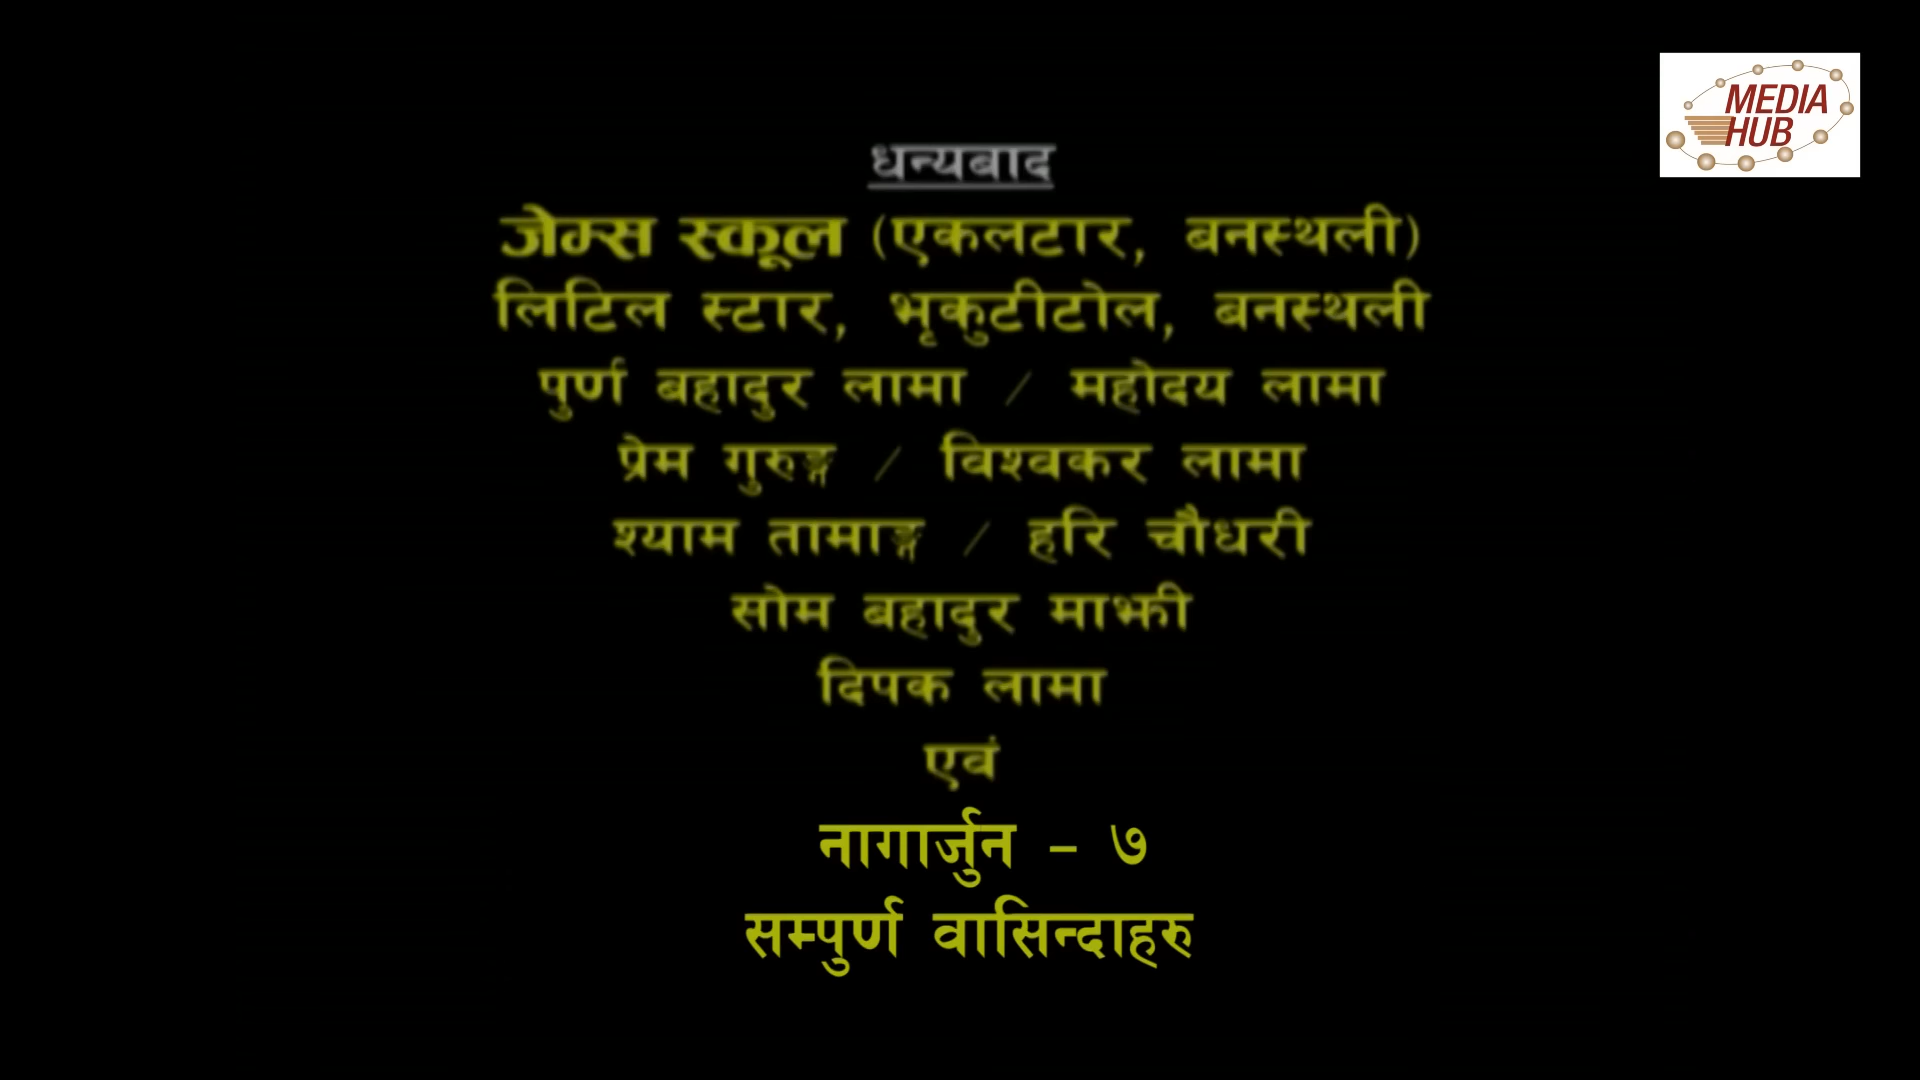 MEDIA
HUB
धन्यबाद
जेम्स स्कूल (एकलटार, बनस्थली)
लिटिल स्टार, भृकुटीटोल, बनस्थली
पुर्ण बहादुर लामा / महोदय लामा
प्रेम गुरुङ्ग / विश्वकर लामा
श्याम तामाङ्ग / हरि चौधरी
सोम बहादुर माझी
दिपक लामा
एवं
नागार्जुन - ७
सम्पुर्ण वासिन्दाहरु